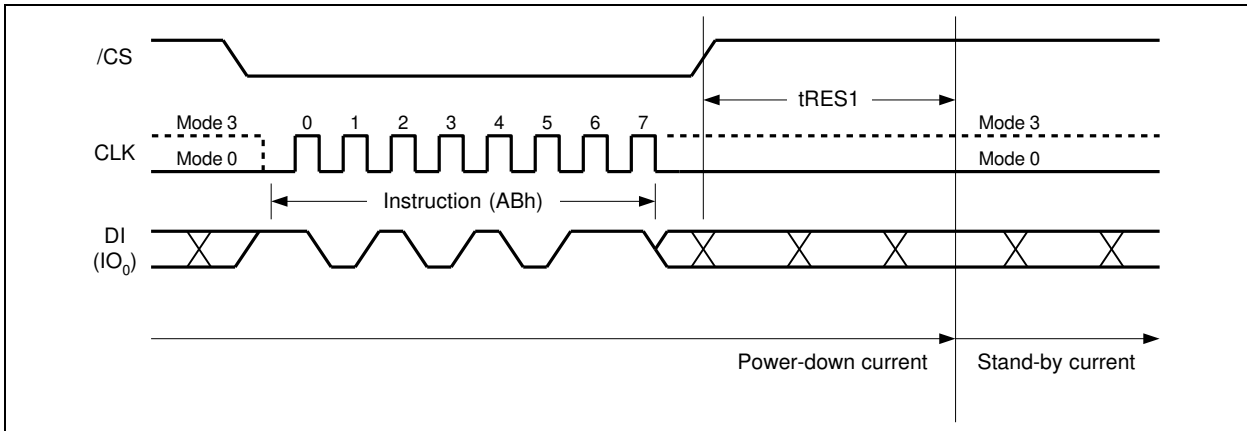 /CS
tRES1
Mode 3 0 1 2 3 4 5 6 7 Mode 3
CLK
Mode 0 Mode 0
Instruction (ABh)
DI
(IO0)
Power-down current Stand-by current